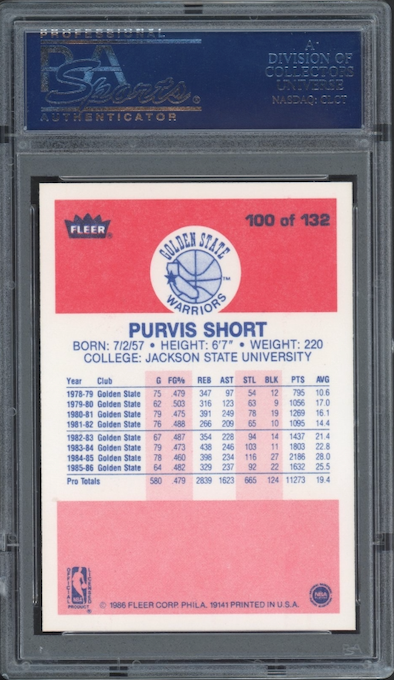 PROFESSIONAL
PSA
Sports®
AUTHENTICATOR
A
DIVISION OF
COLLECTORS
UNIVERSE
NASDAQ: CLCT
FLEER
100 of 132
GOLDEN STATE
WARRIORS
TM
PURVIS SHORT
BORN: 7/2/57 • HEIGHT: 6'7" • WEIGHT: 220
COLLEGE: JACKSON STATE UNIVERSITY
Year Club G FG% REB AST STL BLK PTS AVG
1978-79 Golden State 75 .479 347 97 54 12 795 10.6
1979-80 Golden State 62 .503 316 123 63 9 1056 17.0
1980-81 Golden State 79 .475 391 249 78 19 1269 16.1
1981-82 Golden State 76 .488 266 209 65 10 1095 14.4
1982-83 Golden State 67 .487 354 228 94 14 1437 21.4
1983-84 Golden State 79 .473 438 246 103 11 1803 22.8
1984-85 Golden State 78 .460 398 234 116 27 2186 28.0
1985-86 Golden State 64 .482 237 92 22 1632 25.5
Pro Totals 580 .479 2839 1623 665 124 11273 19.4
OFFICIAL LICENSED
NBA
PRODUCT
NBA
© 1986 FLEER CORP. PHILA. 19141 PRINTED IN U.S.A.